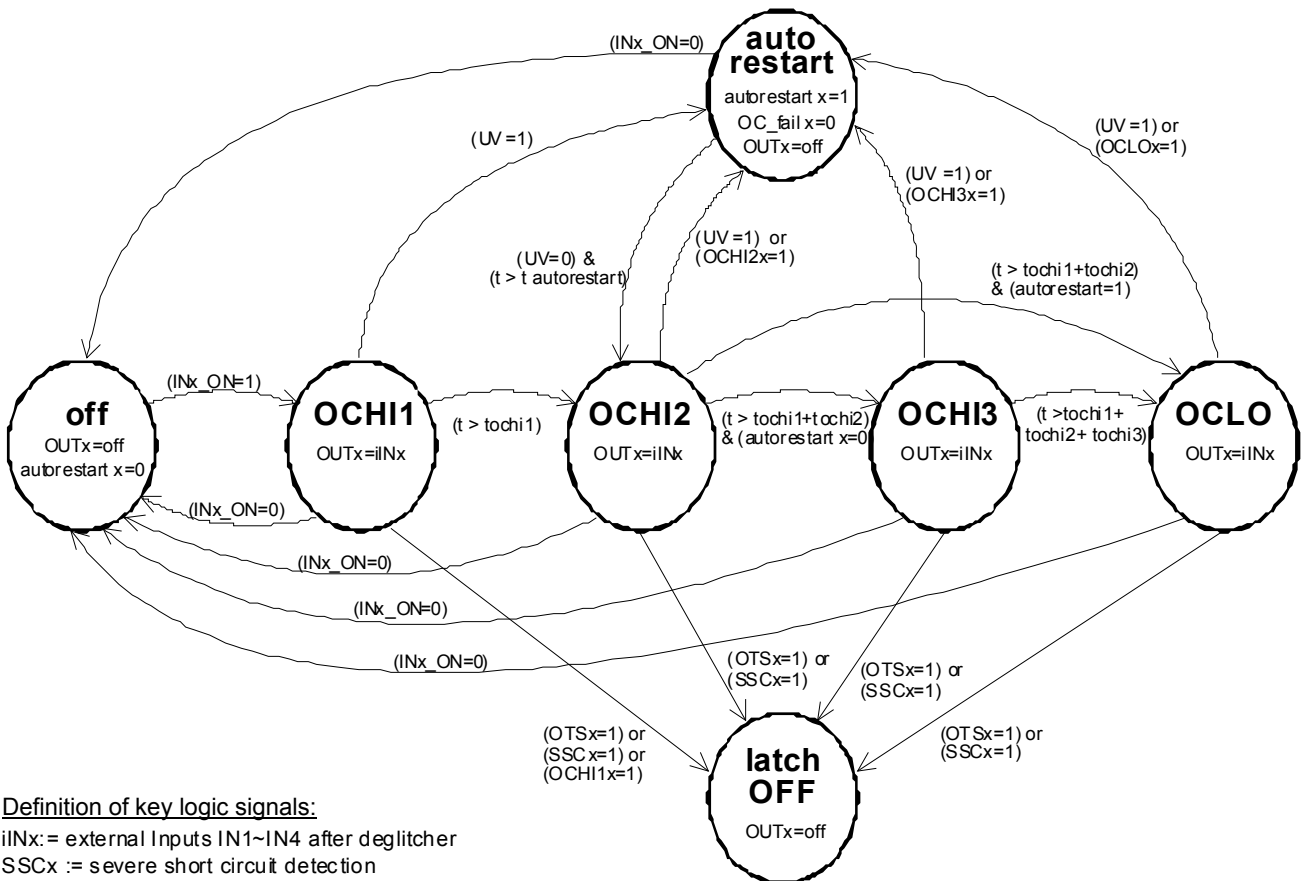 (INx_ON=0)
auto
restart
autorestart x=1
OC_fail x=0
OUTx=off
(UV =1)
(UV =1) or
(OCLOx=1)
(UV =1) or
(OCHI3x=1)
(UV =1) or
(OCHI2x=1)
(UV=0) &
(t > t autorestart)
(t > tochi1+tochi2)
& (autorestart=1)
off
OUTx=off
autorestart x=0
(INx_ON=1)
OCHI1
OUTx=iINx
(t > tochi1)
OCHI2
OUTx=iINx
(t > tochi1+tochi2)
& (autorestart x=0
OCHI3
OUTx=iINx
(t >tochi1+
tochi2+ tochi3)
OCLO
OUTx=iINx
(INx_ON=0)
(INx_ON=0)
(INx_ON=0)
(INx_ON=0)
(OTSx=1) or
(SSCx=1)
(OTSx=1) or
(SSCx=1)
(OTSx=1) or
(SSCx=1) or
(OCHI1x=1)
(OTSx=1) or
(SSCx=1)
latch
OFF
OUTx=off
Definition of key logic signals:
iINx:= external Inputs IN1~IN4 after deglitcher
SSCx := severe short circuit detection